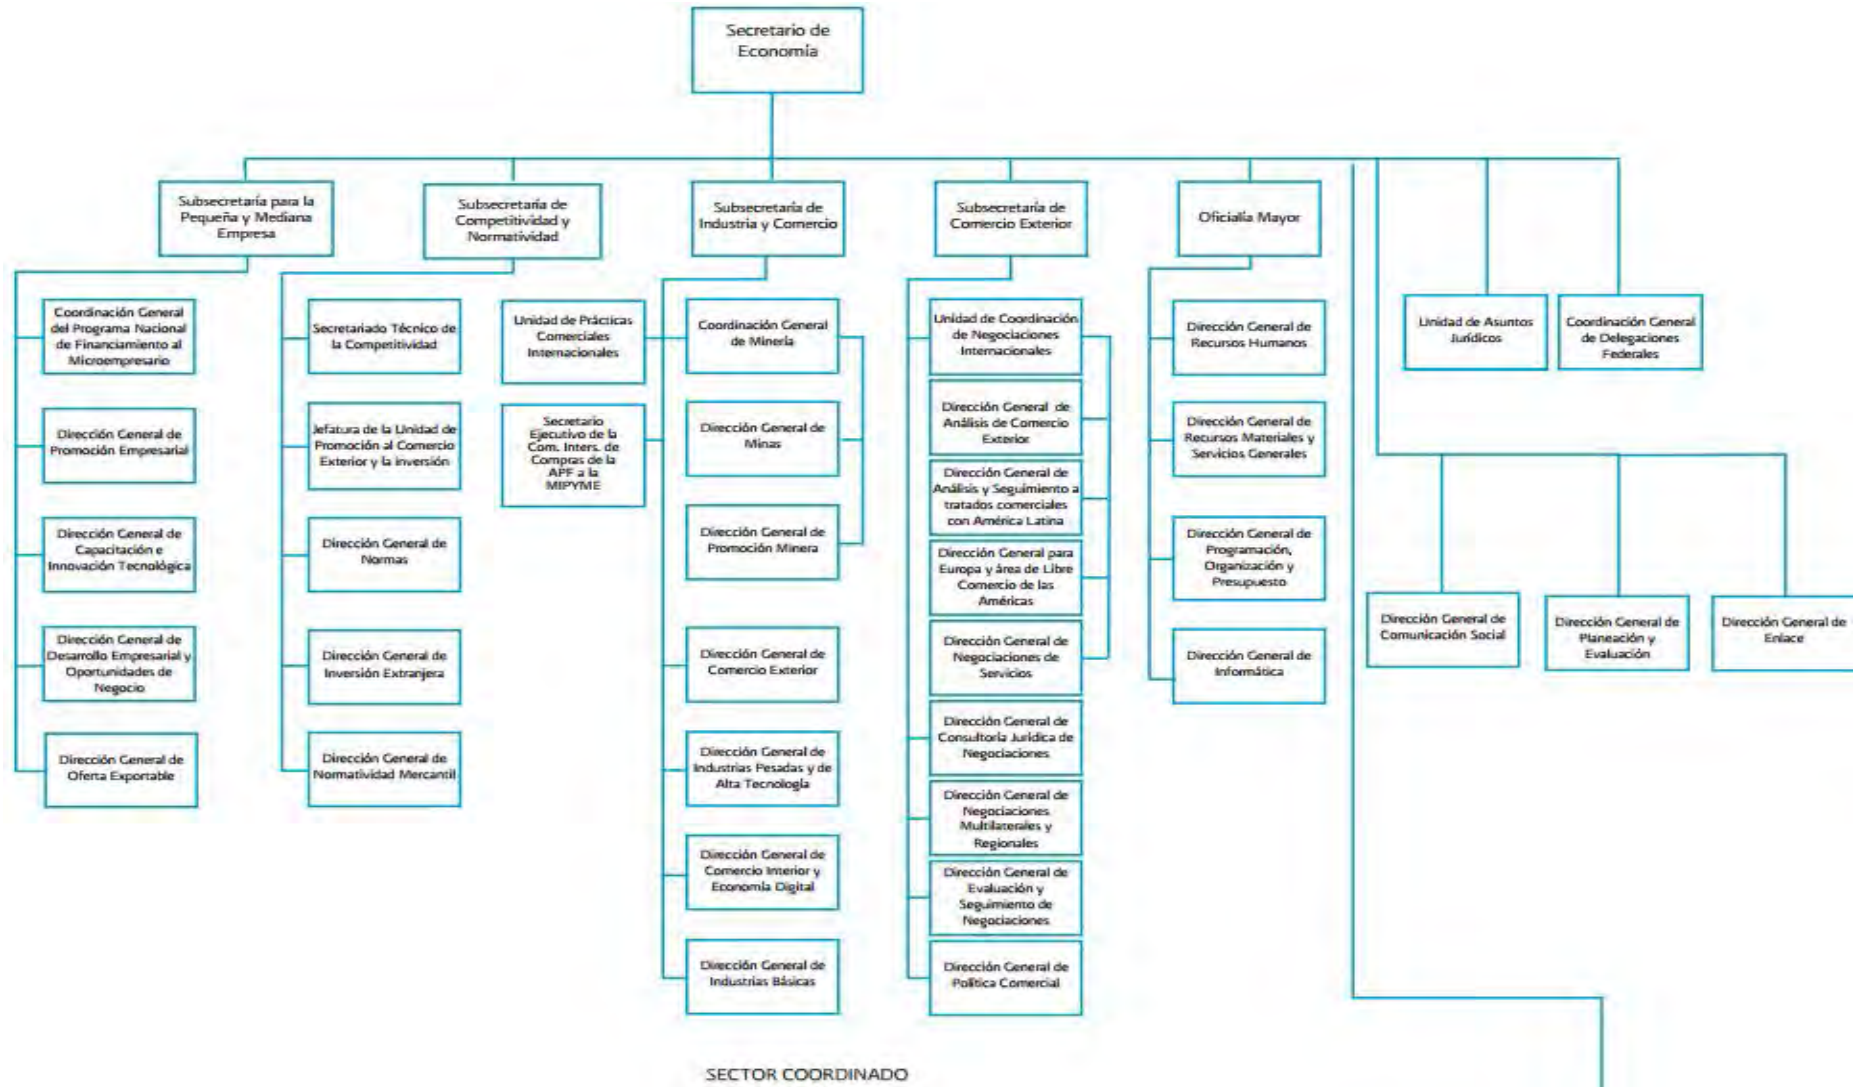 Secretario de
Economía
Subsecretaría para la
Pequeña y Mediana
Empresa
Subsecretaría de
Competitividad y
Normatividad
Subsecretaría de
Industria y Comercio
Subsecretaría de
Comercio Exterior
Oficialía Mayor
Coordinación General
del Programa Nacional
de Financiamiento al
Microempresario
Dirección General de
Promoción Empresarial
Dirección General de
Capacitación e
Innovación Tecnológica
Dirección General de
Desarrollo Empresarial y
Oportunidades de
Negocio
Dirección General de
Oferta Exportable
Secretariado Técnico de
la Competitividad
Jefatura de la Unidad de
Promoción al Comercio
Exterior y la inversión
Dirección General de
Normas
Dirección General de
Inversión Extranjera
Dirección General de
Normatividad Mercantil
Unidad de Prácticas
Comerciales
Internacionales
Secretario
Ejecutivo de la
Com. Inters. de
Compras de la
APF a la
MIPYME
Coordinación General
de Minería
Dirección General de
Minas
Dirección General de
Promoción Minera
Dirección General de
Comercio Exterior
Dirección General de
Industrias Pesadas y de
Alta Tecnología
Dirección General de
Comercio Interior y
Economía Digital
Dirección General de
Industrias Básicas
Unidad de Coordinación
de Negociaciones
Internacionales
Dirección General de
Análisis de Comercio
Exterior
Dirección General de
Análisis y Seguimiento a
tratados comerciales
con América Latina
Dirección General para
Europa y área de Libre
Comercio de las
Américas
Dirección General de
Negociaciones de
Servicios
Dirección General de
Consultoría Jurídica de
Negociaciones
Dirección General de
Negociaciones
Multilaterales y
Regionales
Dirección General de
Evaluación y
Seguimiento de
Negociaciones
Dirección General de
Política Comercial
Dirección General de
Recursos Humanos
Dirección General de
Recursos Materiales y
Servicios Generales
Dirección General de
Programación,
Organización y
Presupuesto
Dirección General de
Informática
Unidad de Asuntos
Jurídicos
Coordinación General
de Delegaciones
Federales
Dirección General de
Comunicación Social
Dirección General de
Planeación y
Evaluación
Dirección General de
Enlace
SECTOR COORDINADO